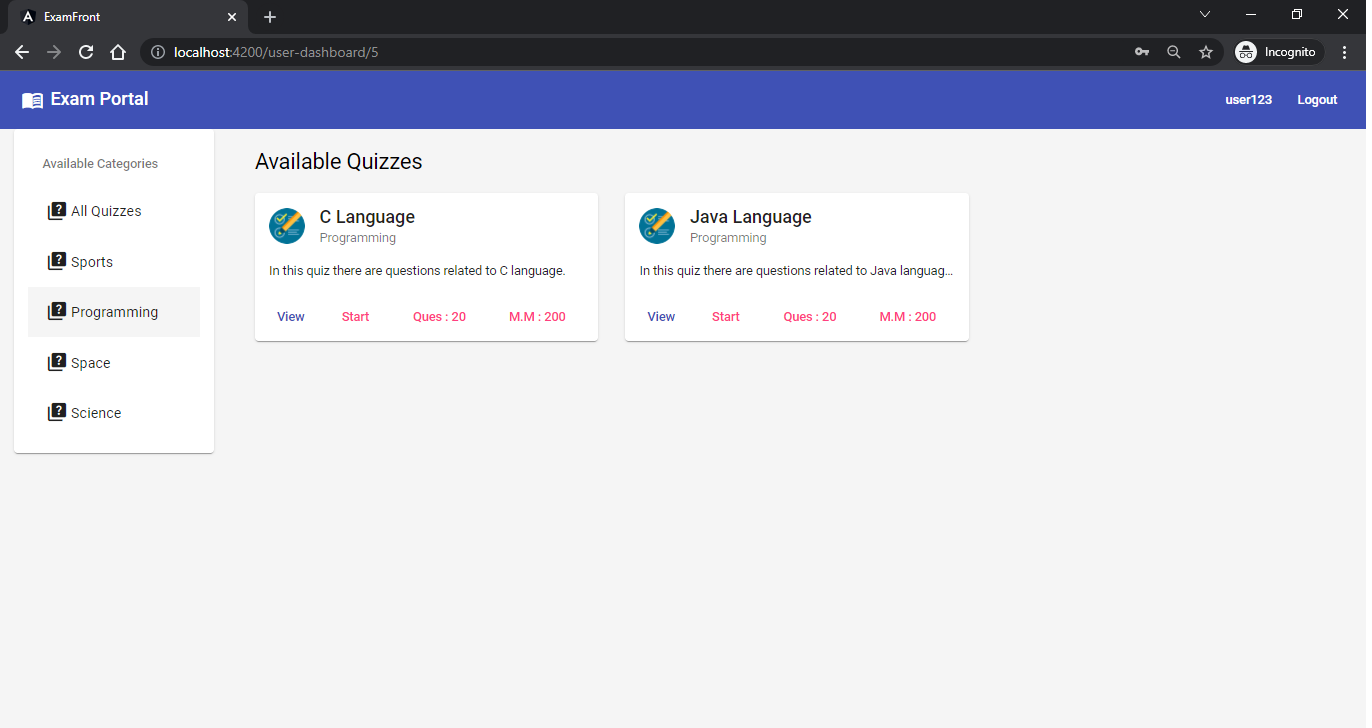 ExamFront
localhost:4200/user-dashboard/5
Incognito
Exam Portal
user123
Logout
Available Categories
All Quizzes
Sports
Programming
Space
Science
Available Quizzes
C Language
Programming
In this quiz there are questions related to C language.
View Start Ques : 20 M.M : 200
Java Language
Programming
In this quiz there are questions related to Java languag...
View Start Ques : 20 M.M : 200